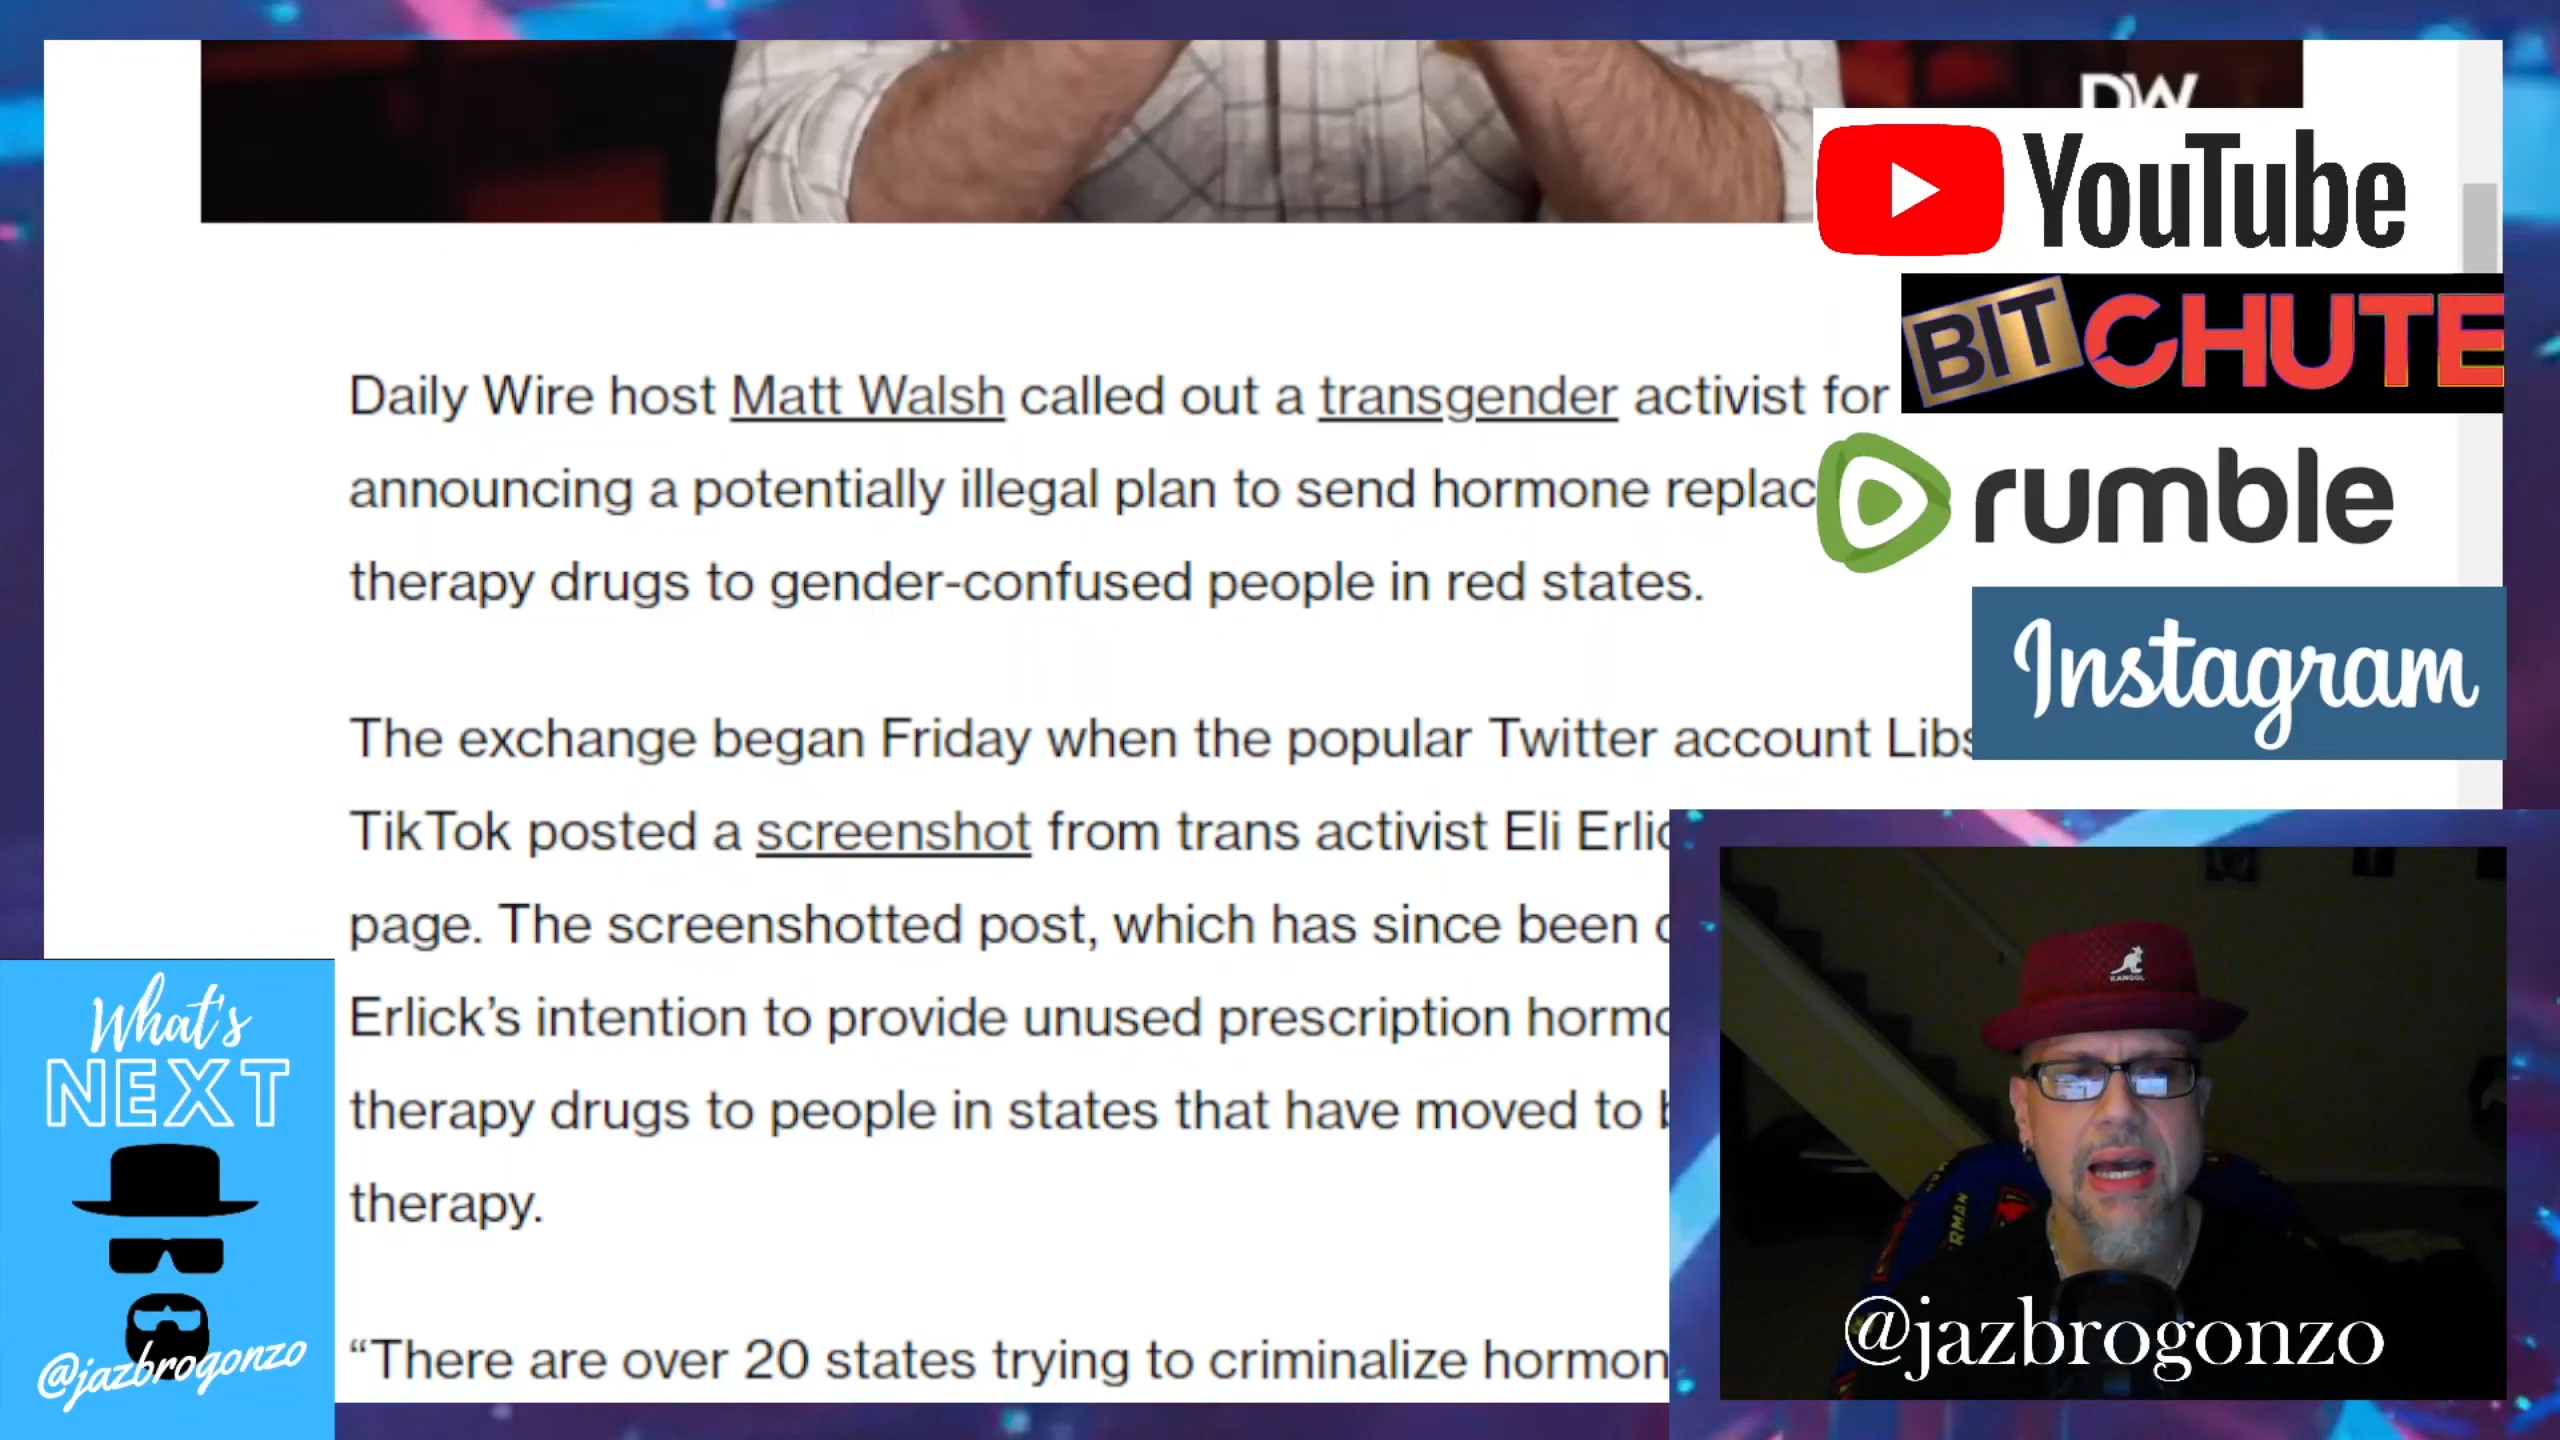 DW
YouTube
BITCHUTE
rumble
Instagram
Daily Wire host Matt Walsh called out a transgender activist for
announcing a potentially illegal plan to send hormone replac
therapy drugs to gender-confused people in red states.
The exchange began Friday when the popular Twitter account Libs
TikTok posted a screenshot from trans activist Eli Erlic
page. The screenshotted post, which has since been
Erlick’s intention to provide unused prescription hormo
therapy drugs to people in states that have moved to
therapy.
“There are over 20 states trying to criminalize hormon
What's
NEXT
@jazbrogonzo
KANGOL
RMAN
@jazbrogonzo